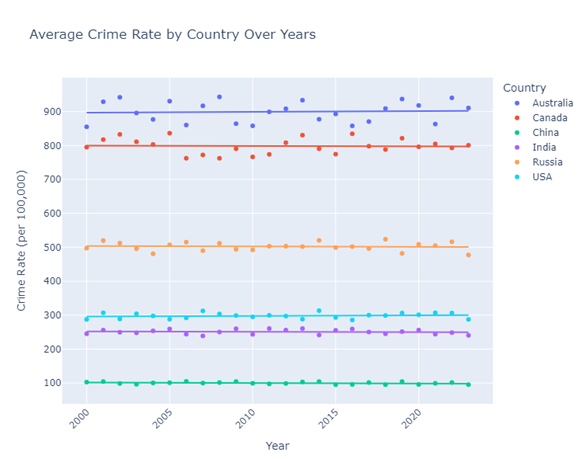 Average Crime Rate by Country Over Years
Country
Australia
Canada
China
India
Russia
USA
Crime Rate (per 100,000)
900
800
700
600
500
400
300
200
100
2000
2005
2010
2015
2020
Year